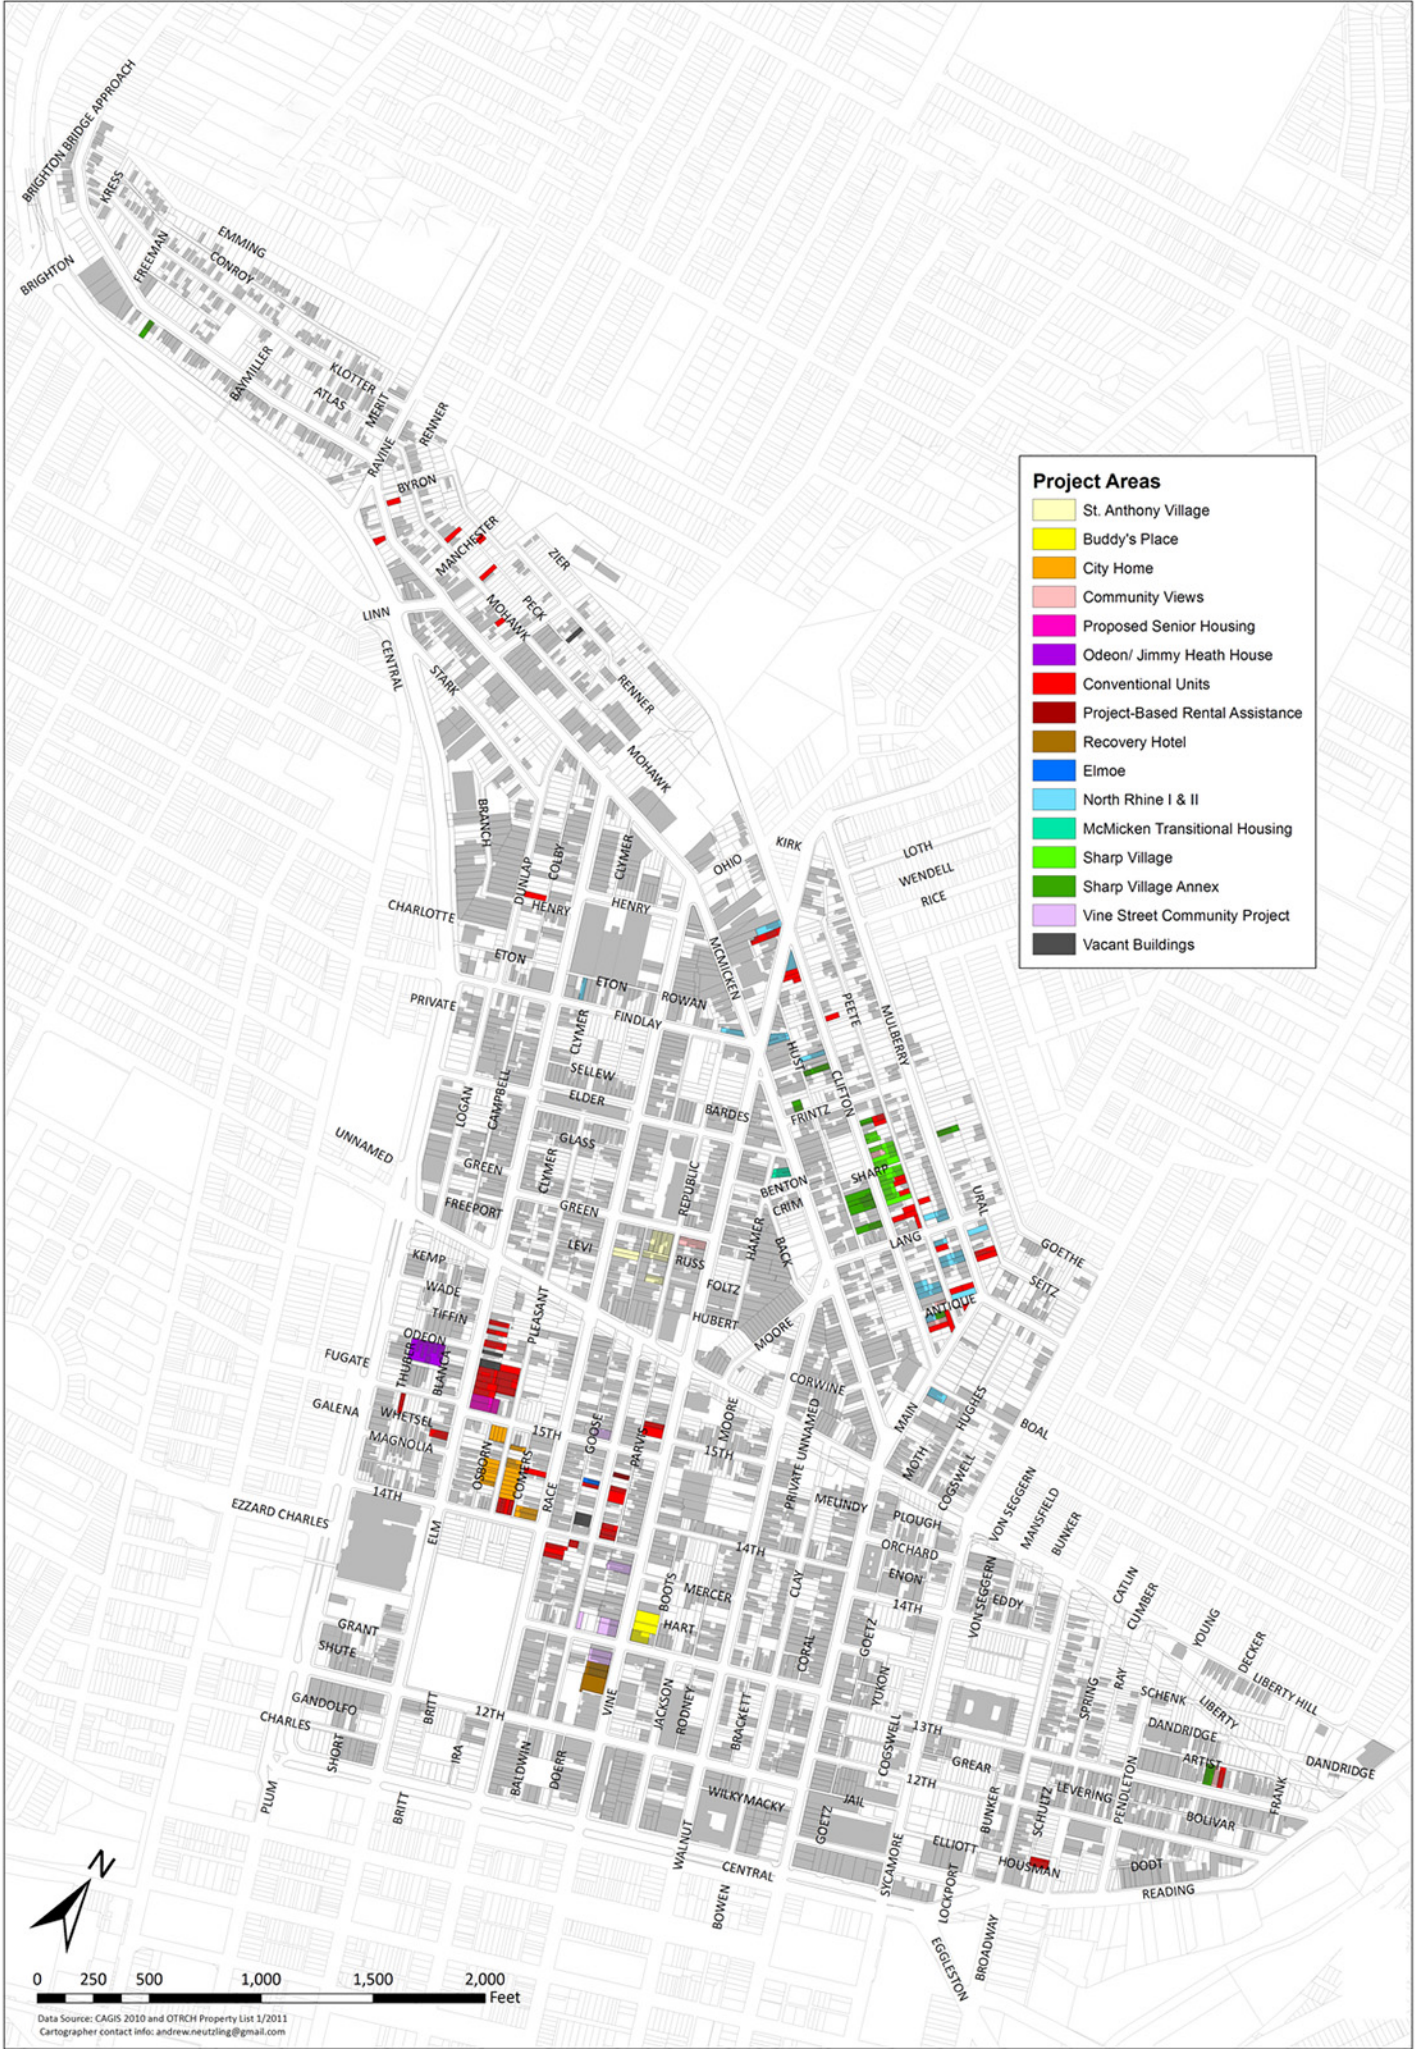 BRIGHTON BRIDGE APPROACH
KRESS
EMMING
CONROY
FREEMAN
BRIGHTON
BAYMILLER
KLOTTER
ATLAS
MERIT
RENNER
RAVINE
BYRON
MANCHESTER
ZIER
PECK
MOHAWK
LINN
CENTRAL
STARK
RENNER
MOHAWK
Project Areas
St. Anthony Village
Buddy's Place
City Home
Community Views
Proposed Senior Housing
Odeon/ Jimmy Heath House
Conventional Units
Project-Based Rental Assistance
Recovery Hotel
Elmoe
North Rhine I & II
McMicken Transitional Housing
Sharp Village
Sharp Village Annex
Vine Street Community Project
Vacant Buildings
BRANCH
DUNLAP
COLBY
CLYMER
OHIO
KIRK
LOTH
WENDELL
RICE
CHARLOTTE
HENRY
HENRY
MCMICKEN
ETON
ETON
ROWAN
PRIVATE
FINDLAY
PEETE
MULBERRY
CLYMER
HUST
SELLEW
CLIFTON
ELDER
LOGAN
CAMPBELL
BARDES
FRINTZ
UNNAMED
GLASS
GREEN
CLYMER
REPUBLIC
BENTON
SHARP
CRIM
URAL
FREEPORT
GREEN
HAMER
BACK
LANG
GOETHE
KEMP
LEVI
RUSS
SEITZ
WADE
FOLTZ
TIFFIN
PLEASANT
HUBERT
ANTIQUE
ODEON
MOORE
FUGATE
THUBER
BLANCA
CORWINE
GALENA
WHETSEL
MAGNOLIA
15TH
GOOSE
PARVIS
MOORE
15TH
PRIVATE UNNAMED
MAIN
HUGHES
BOAL
MOTH
COGSWELL
OSBORN
COMERS
RACE
14TH
EZZARD CHARLES
ELM
MEUNDY
PLOUGH
VON SEGGERN
MANSFIELD
BUNKER
ORCHARD
14TH
ENON
CLAY
BOOTS
MERCER
14TH
VON SEGGERN
EDDY
CATLIN
CUMBER
YOUNG
DECKER
GRANT
HART
GOETZ
CORAL
SHUTE
YUKON
LIBERTY HILL
SPRING
RAY
SCHENK
LIBERTY
GANDOLFO
CHARLES
BRITT
12TH
VINE
JACKSON
RODNEY
BRACKETT
13TH
COGSWELL
DANDRIDGE
ARTIST
DANDRIDGE
SHORT
IRA
BALDWIN
DOERR
GREAR
12TH
LEVERING
PENDLETON
FRANK
PLUM
BRITT
WILKYMACKY
JAIL
GOETZ
BUNKER
SCHULTZ
BOLIVAR
WALNUT
CENTRAL
SYCAMORE
ELLIOTT
HOUSMAN
DODT
READING
LOCKPORT
BOWEN
BROADWAY
EGGLESTON
N
0 250 500 1,000 1,500 2,000
Feet
Data Source: CAGIS 2010 and OTRCH Property List 1/2011
Cartographer contact info: andrew.neutzling@gmail.com